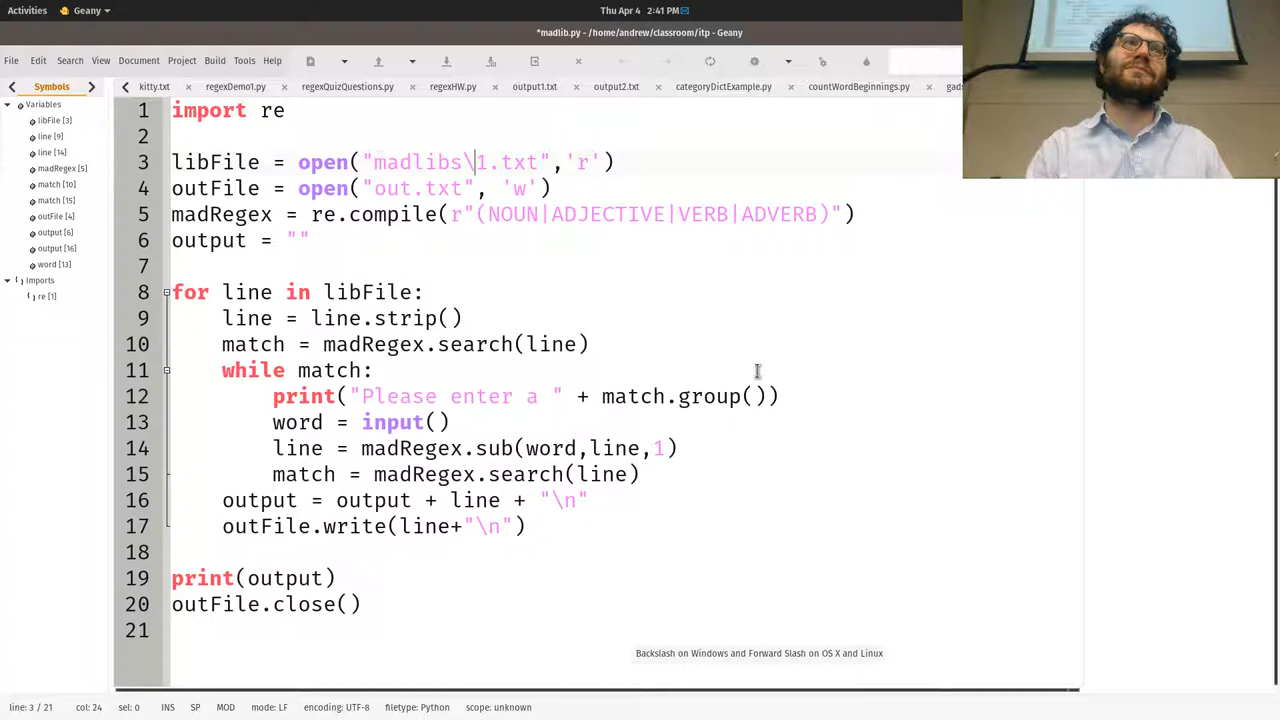 Activities Geany Thu Apr 4 2:41 PM
*madlib.py - /home/andrew/classroom/itp - Geany
File Edit Search View Document Project Build Tools Help
Symbols kitty.txt regexDemo1.py regexQuizQuestions.py regexHW.py output1.txt output2.txt categoryDictExample.py countWordBeginnings.py gads
Variables
libFile [3]
line [9]
line [14]
madRegex [5]
match [10]
match [15]
outFile [4]
output [6]
output [16]
word [13]
Imports
re [1]
1 import re
2
3 libFile = open("madlibs\1.txt",'r')
4 outFile = open("out.txt", 'w')
5 madRegex = re.compile(r"(NOUN|ADJECTIVE|VERB|ADVERB)")
6 output = ""
7
8 for line in libFile:
9 line = line.strip()
10 match = madRegex.search(line)
11 while match:
12 print("Please enter a " + match.group())
13 word = input()
14 line = madRegex.sub(word,line,1)
15 match = madRegex.search(line)
16 output = output + line + "\n"
17 outFile.write(line+"\n")
18
19 print(output)
20 outFile.close()
21
Backslash on Windows and Forward Slash on OS X and Linux
line: 3 / 21 col: 24 sel: 0 INS SP MOD mode: LF encoding: UTF-8 filetype: Python scope: unknown